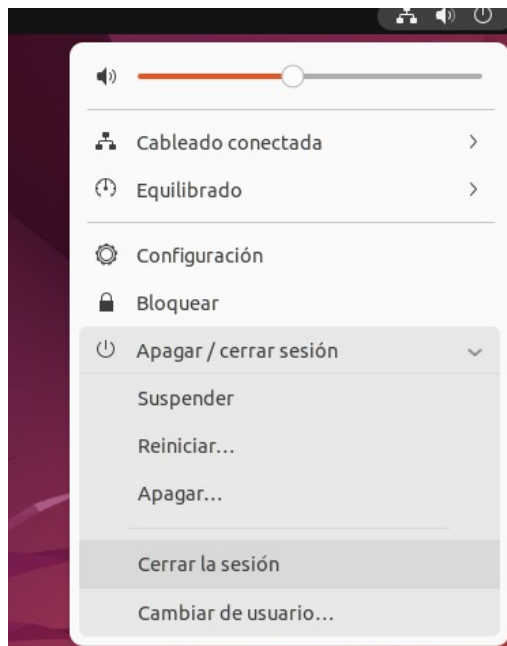 Cableado conectada
Equilibrado
Configuración
Bloquear
Apagar / cerrar sesión
Suspender
Reiniciar...
Apagar...
Cerrar la sesión
Cambiar de usuario...